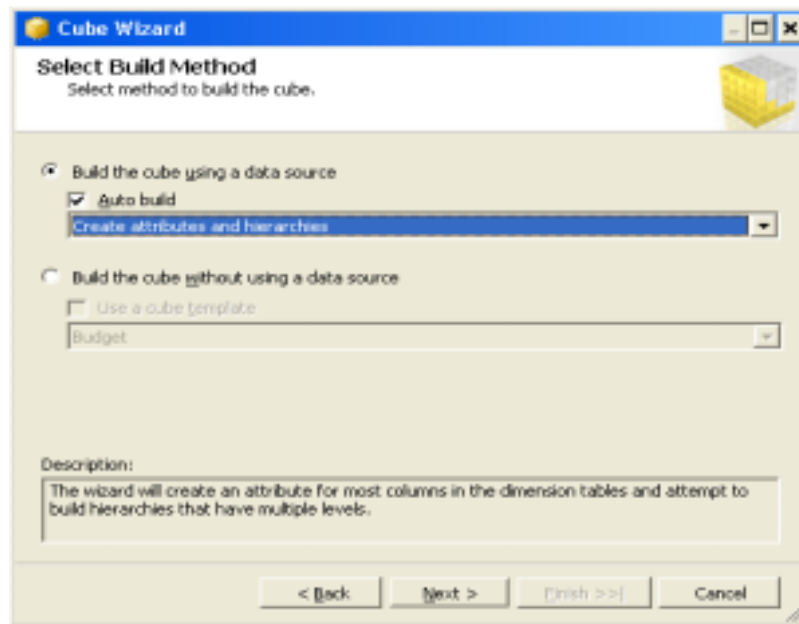 Cube Wizard
Select Build Method
Select method to build the cube.
Build the cube using a data source
Auto build
Create attributes and hierarchies
Build the cube without using a data source
Use a cube template
Budget
Description:
The wizard will create an attribute for most columns in the dimension tables and attempt to
build hierarchies that have multiple levels.
< Back
Next >
Finish >>|
Cancel